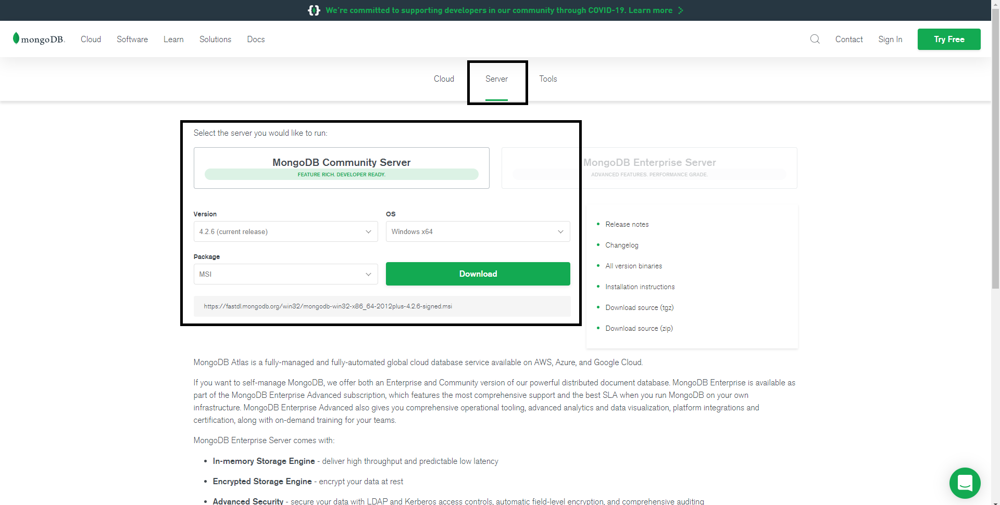 We're committed to supporting developers in our community through COVID-19. Learn more
mongoDB.
Cloud
Software
Learn
Solutions
Docs
Contact
Sign In
Try Free
Cloud
Server
Tools
Select the server you would like to run:
MongoDB Community Server
FEATURE RICH. DEVELOPER READY.
MongoDB Enterprise Server
ADVANCED FEATURES. PERFORMANCE GRADE.
Version
4.2.6 (current release)
OS
Windows x64
Package
MSI
Download
https://fastdl.mongodb.org/win32/mongodb-win32-x86_64-2012plus-4.2.6-signed.msi
• Release notes
• Changelog
• All version binaries
• Installation instructions
• Download source (tgz)
• Download source (zip)
MongoDB Atlas is a fully-managed and fully-automated global cloud database service available on AWS, Azure, and Google Cloud.
If you want to self-manage MongoDB, we offer both an Enterprise and Community version of our powerful distributed document database. MongoDB Enterprise is available as
part of the MongoDB Enterprise Advanced subscription, which features the most comprehensive support and the best SLA when you run MongoDB on your own
infrastructure. MongoDB Enterprise Advanced also gives you comprehensive operational tooling, advanced analytics and data visualization, platform integrations and
certification, along with on-demand training for your teams.
MongoDB Enterprise Server comes with:
• In-memory Storage Engine - deliver high throughput and predictable low latency
• Encrypted Storage Engine - encrypt your data at rest
• Advanced Security - secure your data with LDAP and Kerberos access controls, automatic field-level encryption, and comprehensive auditing